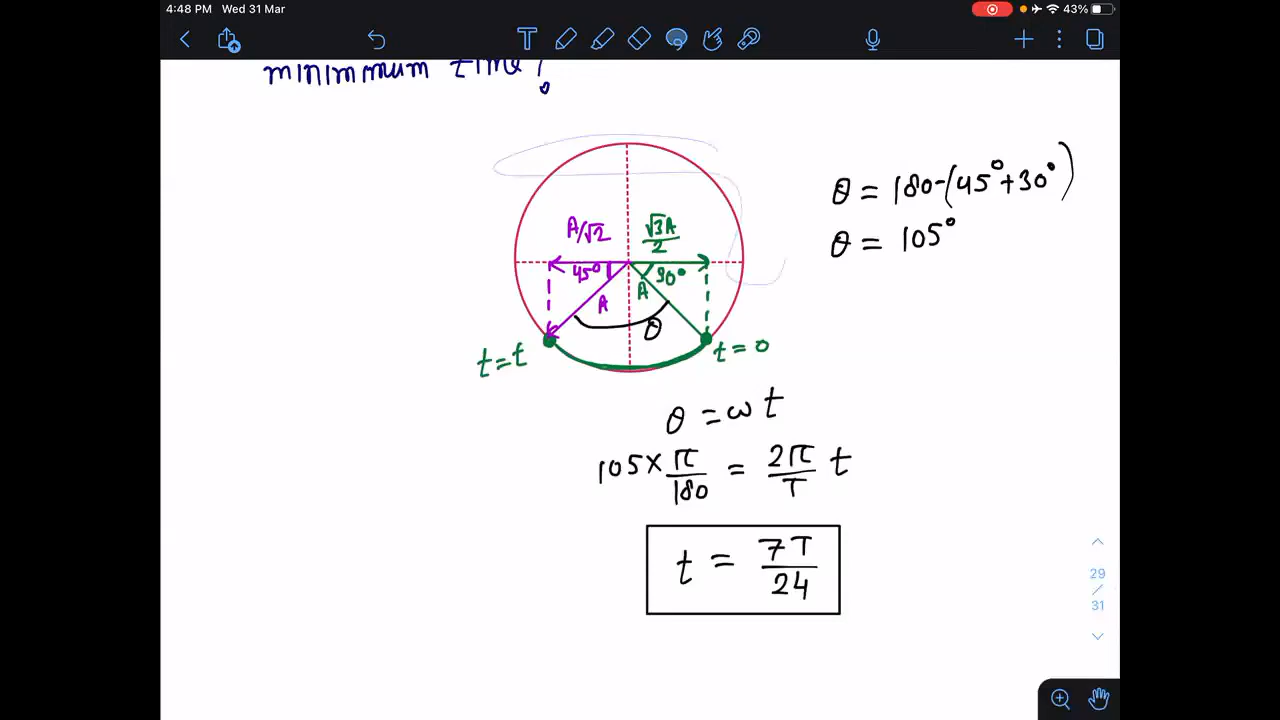 4:48 PM Wed 31 Mar
43%
T
minimmum time?
θ = 180-(45°+30°)
θ = 105°
A/√2
√3A/2
45°
30°
A
A
θ
t=t
t=0
θ = ωt
105×π/180 = 2π/T t
t = 7T/24
29
/
31